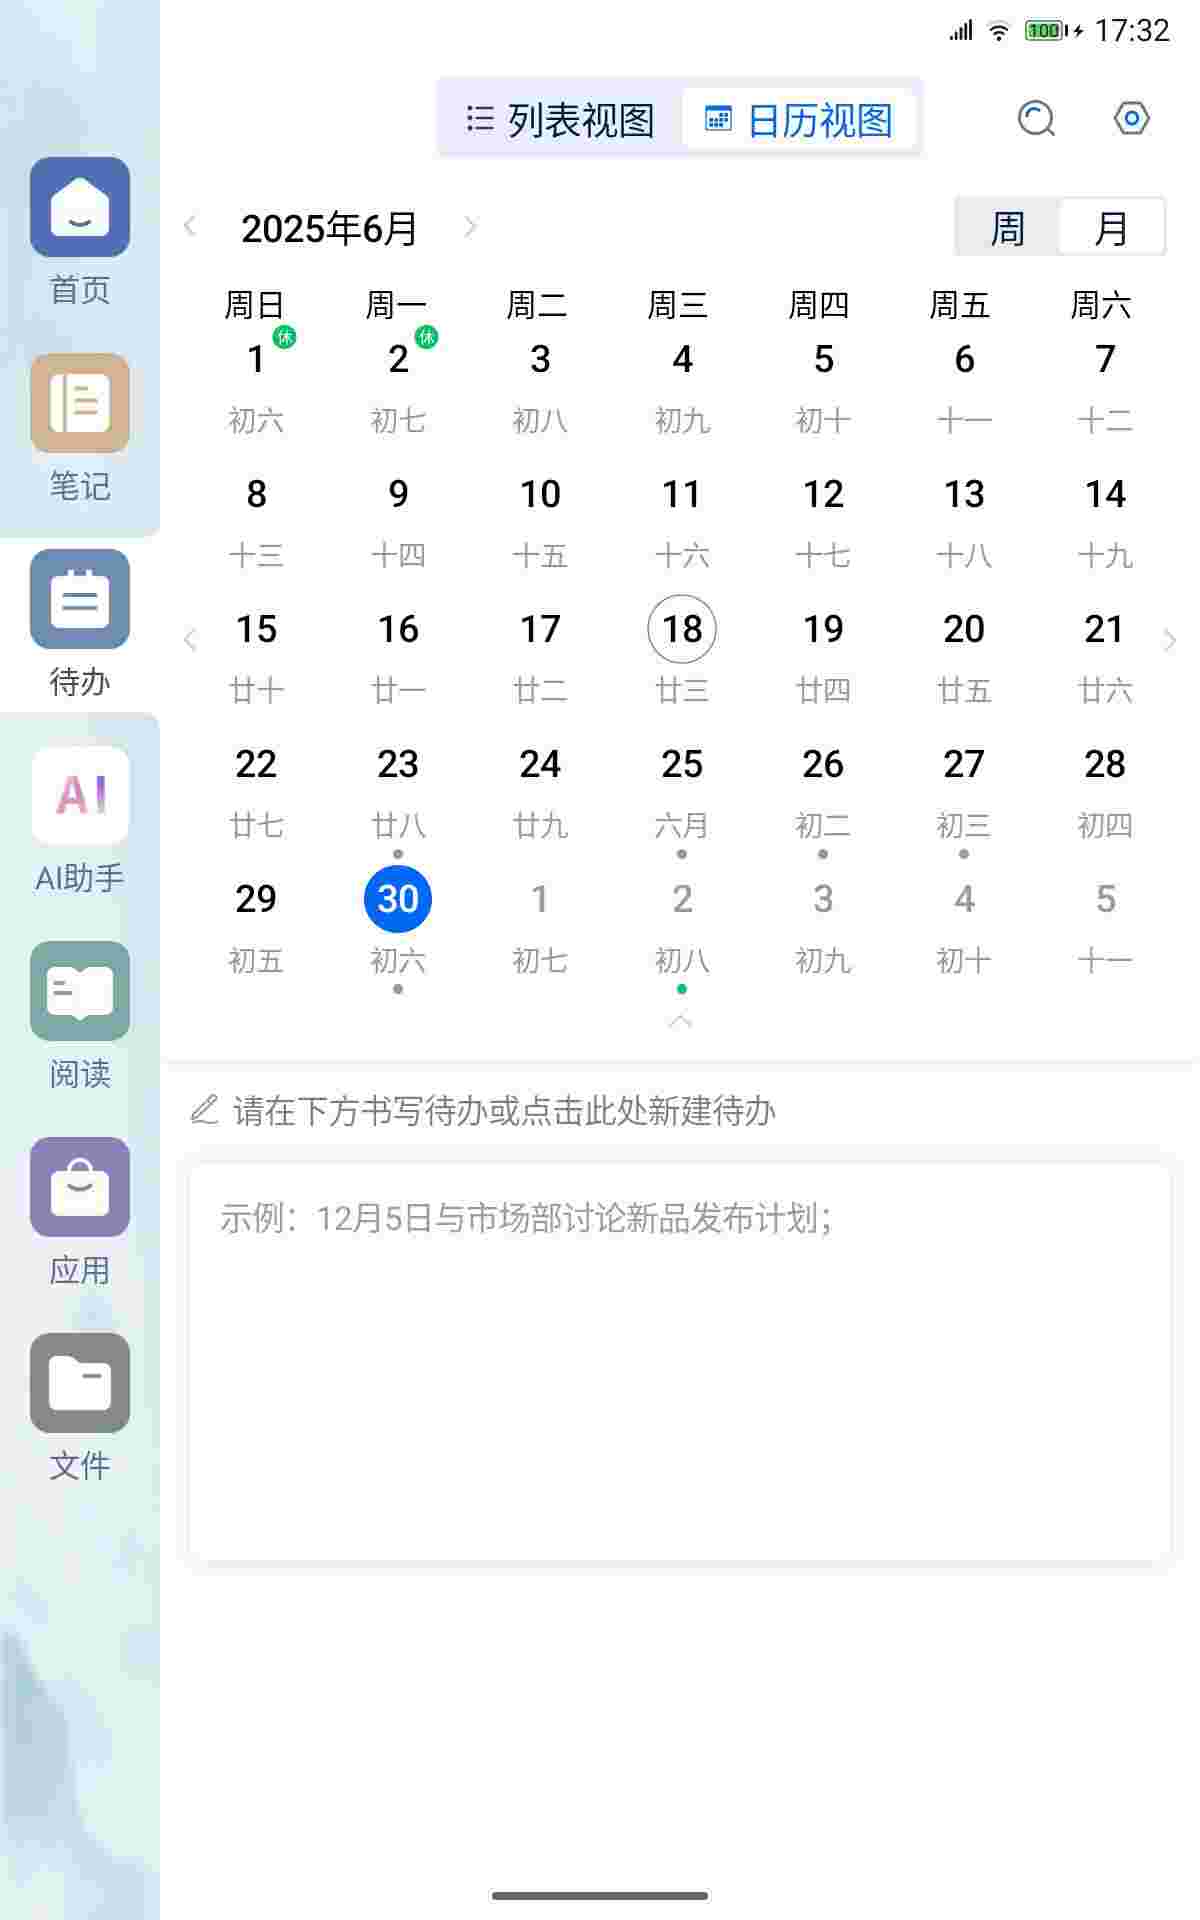 100 17:32
列表视图 日历视图
2025年6月 周 月
周日 周一 周二 周三 周四 周五 周六
休 休
1 2 3 4 5 6 7
初六 初七 初八 初九 初十 十一 十二
8 9 10 11 12 13 14
十三 十四 十五 十六 十七 十八 十九
15 16 17 18 19 20 21
廿十 廿一 廿二 廿三 廿四 廿五 廿六
22 23 24 25 26 27 28
廿七 廿八 廿九 六月 初二 初三 初四
29 30 1 2 3 4 5
初五 初六 初七 初八 初九 初十 十一
请在下方书写待办或点击此处新建待办
示例：12月5日与市场部讨论新品发布计划；
首页
笔记
待办
AI
AI助手
阅读
应用
文件